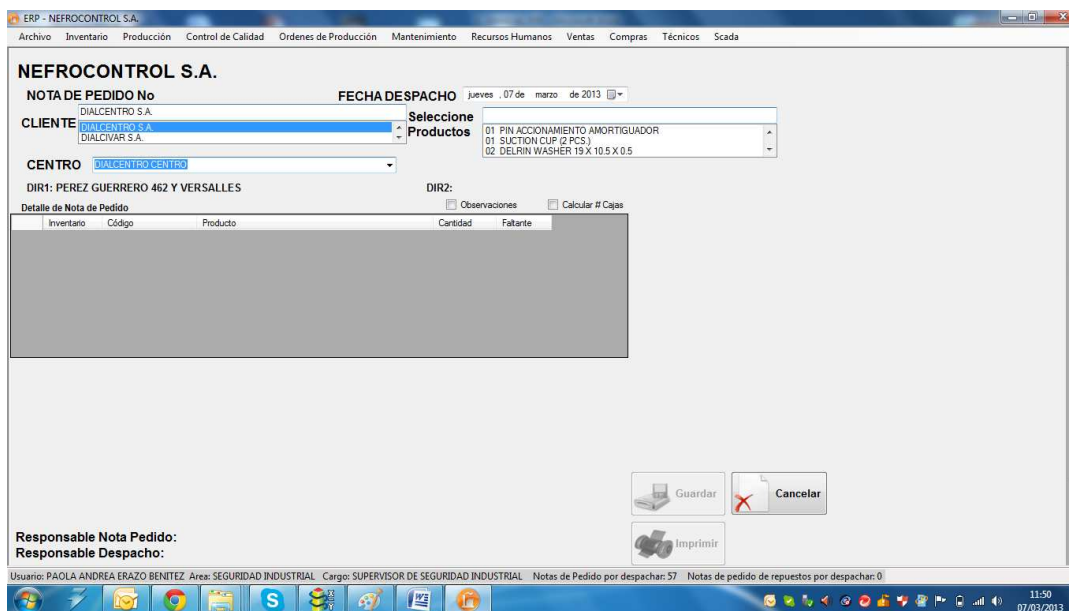 ERP - NEFROCONTROL S.A.
Archivo Inventario Producción Control de Calidad Ordenes de Producción Mantenimiento Recursos Humanos Ventas Compras Técnicos Scada
NEFROCONTROL S.A.
NOTA DE PEDIDO No FECHA DESPACHO jueves , 07 de marzo de 2013
DIALCENTRO S.A.
CLIENTE DIALCENTRO S.A.
DIALCIVAR S.A.
Seleccione
Productos 01 PIN ACCIONAMIENTO AMORTIGUADOR
01 SUCTION CUP (2 PCS.)
02 DELRIN WASHER 19 X 10.5 X 0.5
CENTRO DIALCENTRO CENTRO
DIR1: PEREZ GUERRERO 462 Y VERSALLES DIR2:
Detalle de Nota de Pedido Observaciones Calcular # Cajas
Inventario Código Producto Cantidad Faltante
Guardar Cancelar
Imprimir
Responsable Nota Pedido:
Responsable Despacho:
Usuario: PAOLA ANDREA ERAZO BENITEZ Area: SEGURIDAD INDUSTRIAL Cargo: SUPERVISOR DE SEGURIDAD INDUSTRIAL Notas de Pedido por despachar: 57 Notas de pedido de repuestos por despachar: 0
11:50
07/03/2013